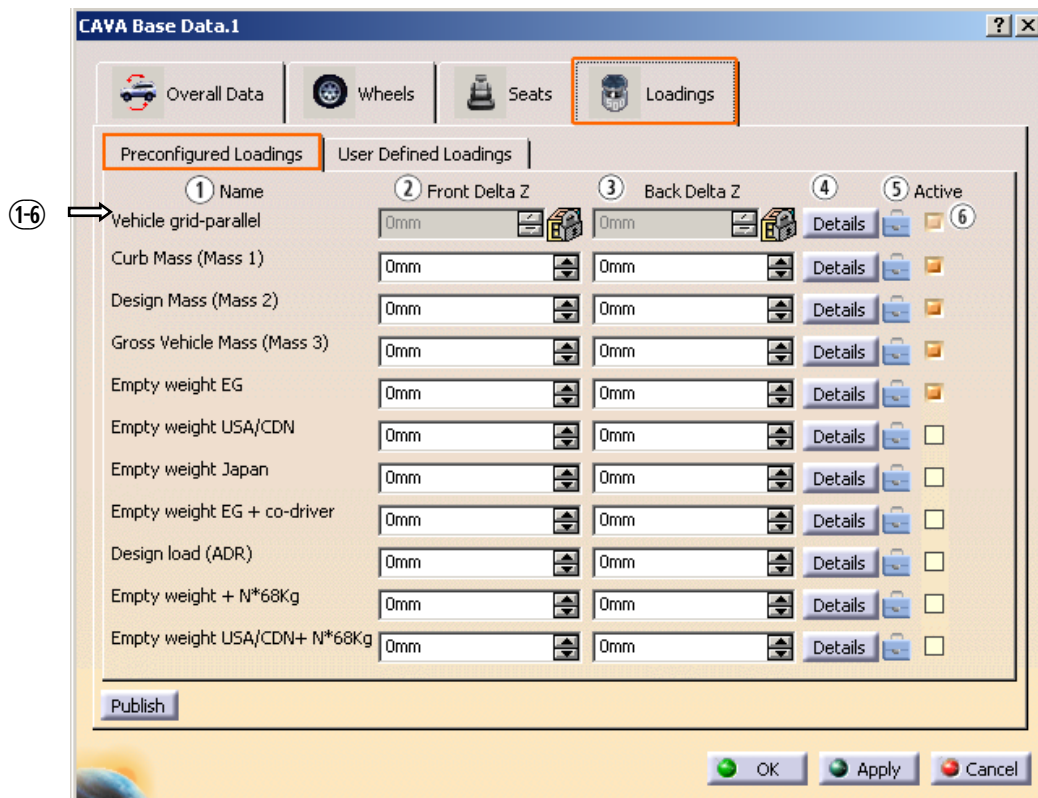 CAVA Base Data.1 ? X
Overall Data Wheels Seats 500 Loadings
Preconfigured Loadings User Defined Loadings
1 Name 2 Front Delta Z 3 Back Delta Z 4 5 Active
1-6 Vehicle grid-parallel 0mm 0mm Details 6
Curb Mass (Mass 1) 0mm 0mm Details
Design Mass (Mass 2) 0mm 0mm Details
Gross Vehicle Mass (Mass 3) 0mm 0mm Details
Empty weight EG 0mm 0mm Details
Empty weight USA/CDN 0mm 0mm Details
Empty weight Japan 0mm 0mm Details
Empty weight EG + co-driver 0mm 0mm Details
Design load (ADR) 0mm 0mm Details
Empty weight + N*68Kg 0mm 0mm Details
Empty weight USA/CDN+ N*68Kg 0mm 0mm Details
Publish
OK Apply Cancel